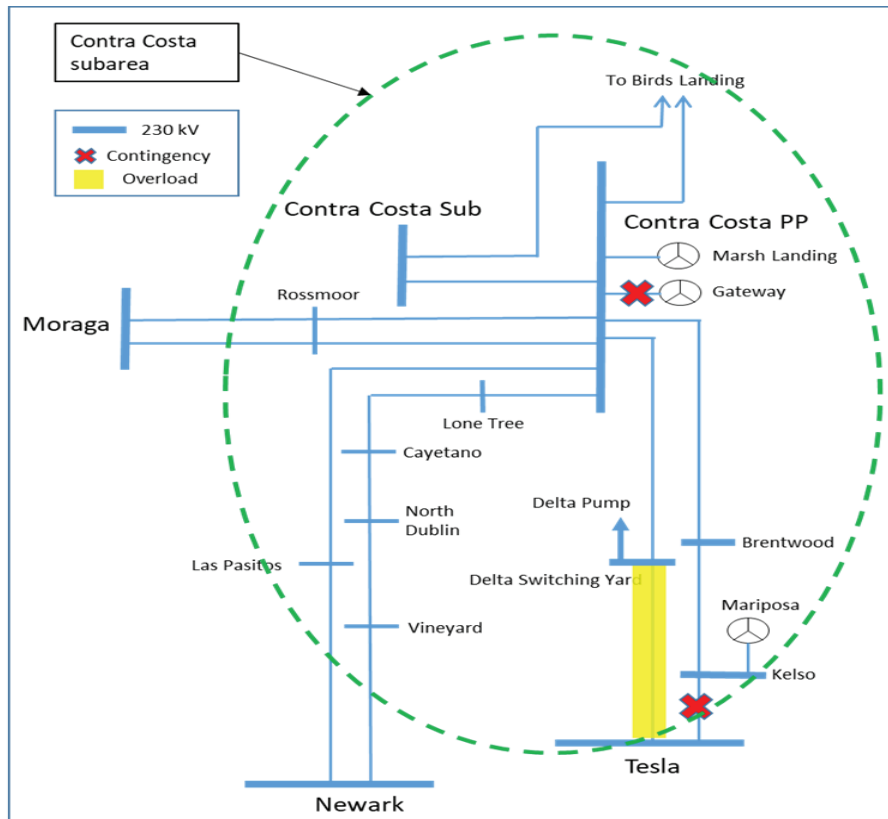 Contra Costa
subarea
To Birds Landing
230 kV
Contingency
Overload
Contra Costa Sub
Contra Costa PP
Marsh Landing
Gateway
Rossmoor
Moraga
Lone Tree
Cayetano
North
Dublin
Delta Pump
Brentwood
Las Pasitos
Delta Switching Yard
Mariposa
Vineyard
Kelso
Tesla
Newark